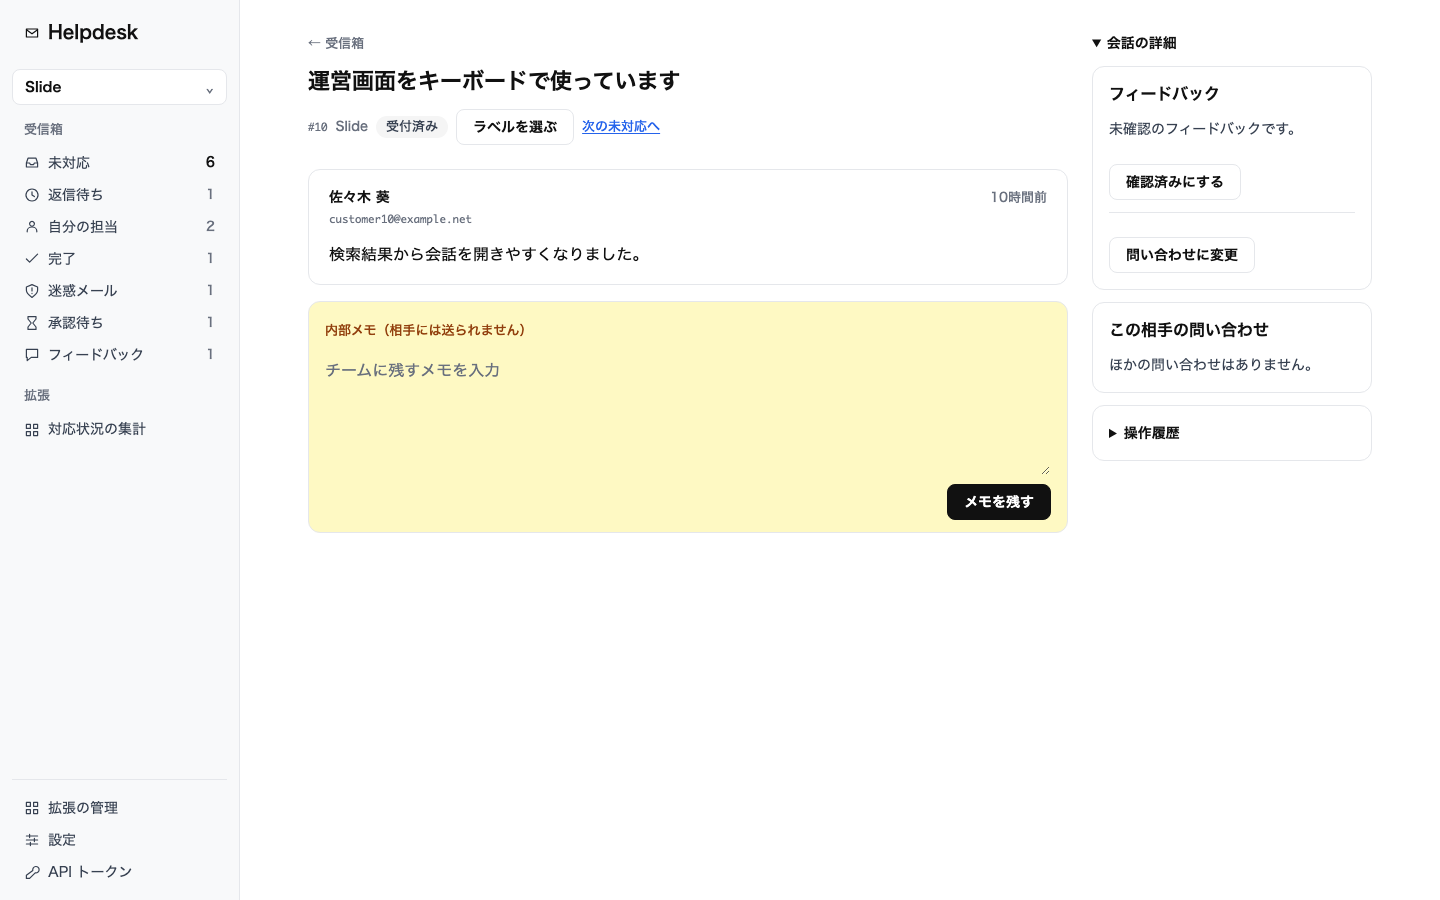 Helpdesk
Slide
受信箱
未対応 6
返信待ち 1
自分の担当 2
完了 1
迷惑メール 1
承認待ち 1
フィードバック 1
拡張
対応状況の集計
拡張の管理
設定
API トークン
← 受信箱
運営画面をキーボードで使っています
#10 Slide 受付済み ラベルを選ぶ 次の未対応へ
佐々木 葵 10時間前
customer10@example.net
検索結果から会話を開きやすくなりました。
内部メモ（相手には送られません）
チームに残すメモを入力
メモを残す
▼ 会話の詳細
フィードバック
未確認のフィードバックです。
確認済みにする
問い合わせに変更
この相手の問い合わせ
ほかの問い合わせはありません。
▶ 操作履歴